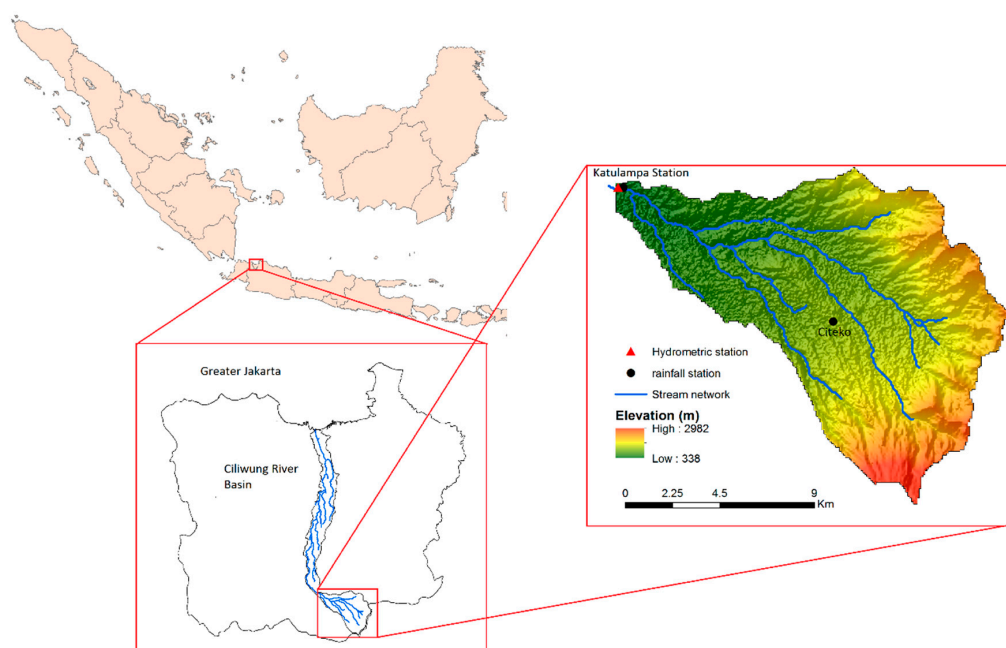 Greater Jakarta
Ciliwung River
Basin
Katulampa Station
Citeko
Hydrometric station
rainfall station
Stream network
Elevation (m)
High : 2982
Low : 338
0 2.25 4.5 9
Km